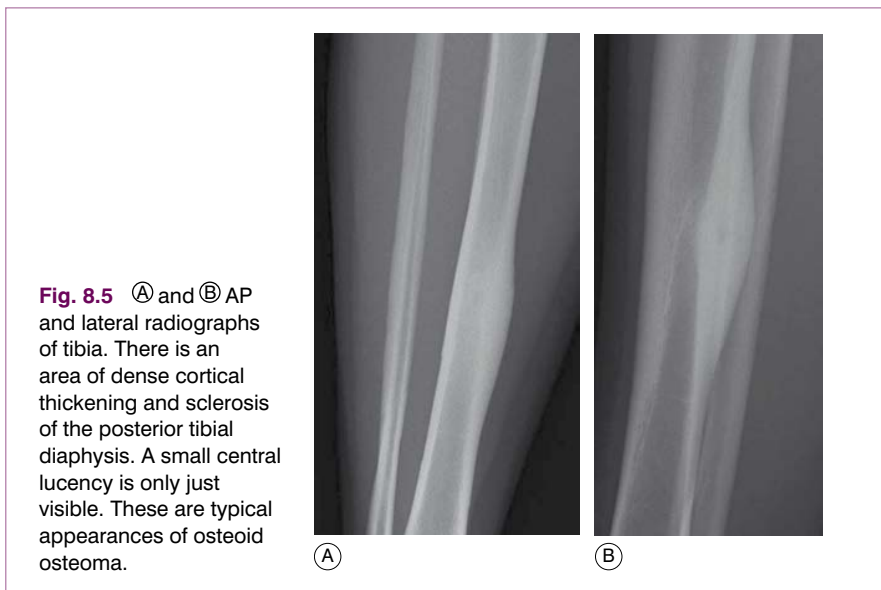 Fig. 8.5 Ⓐ and Ⓑ AP
and lateral radiographs
of tibia. There is an
area of dense cortical
thickening and sclerosis
of the posterior tibial
diaphysis. A small central
lucency is only just
visible. These are typical
appearances of osteoid
osteoma.
Ⓐ
Ⓑ